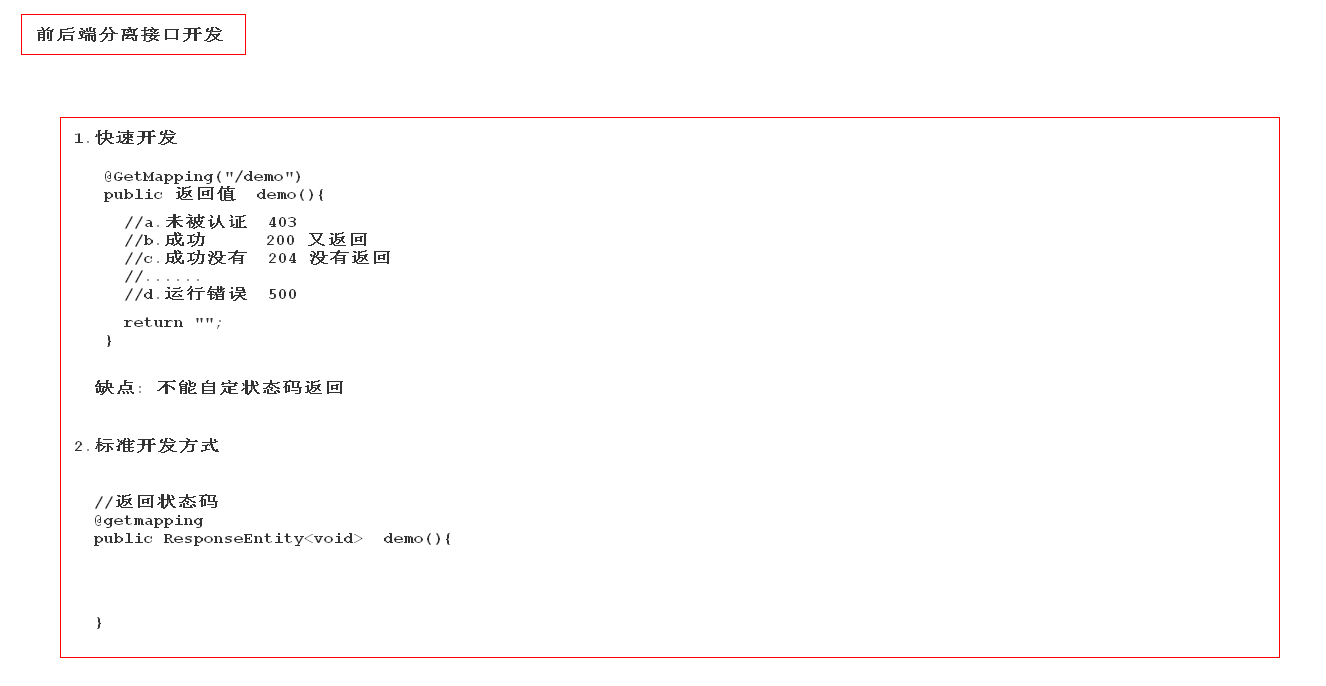 前后端分离接口开发
1.快速开发
@GetMapping("/demo")
public 返回值 demo(){
//a.未被认证 403
//b.成功 200 又返回
//c.成功没有 204 没有返回
//......
//d.运行错误 500
return "";
}
缺点: 不能自定状态码返回
2.标准开发方式
//返回状态码
@getmapping
public ResponseEntity<void> demo(){
}